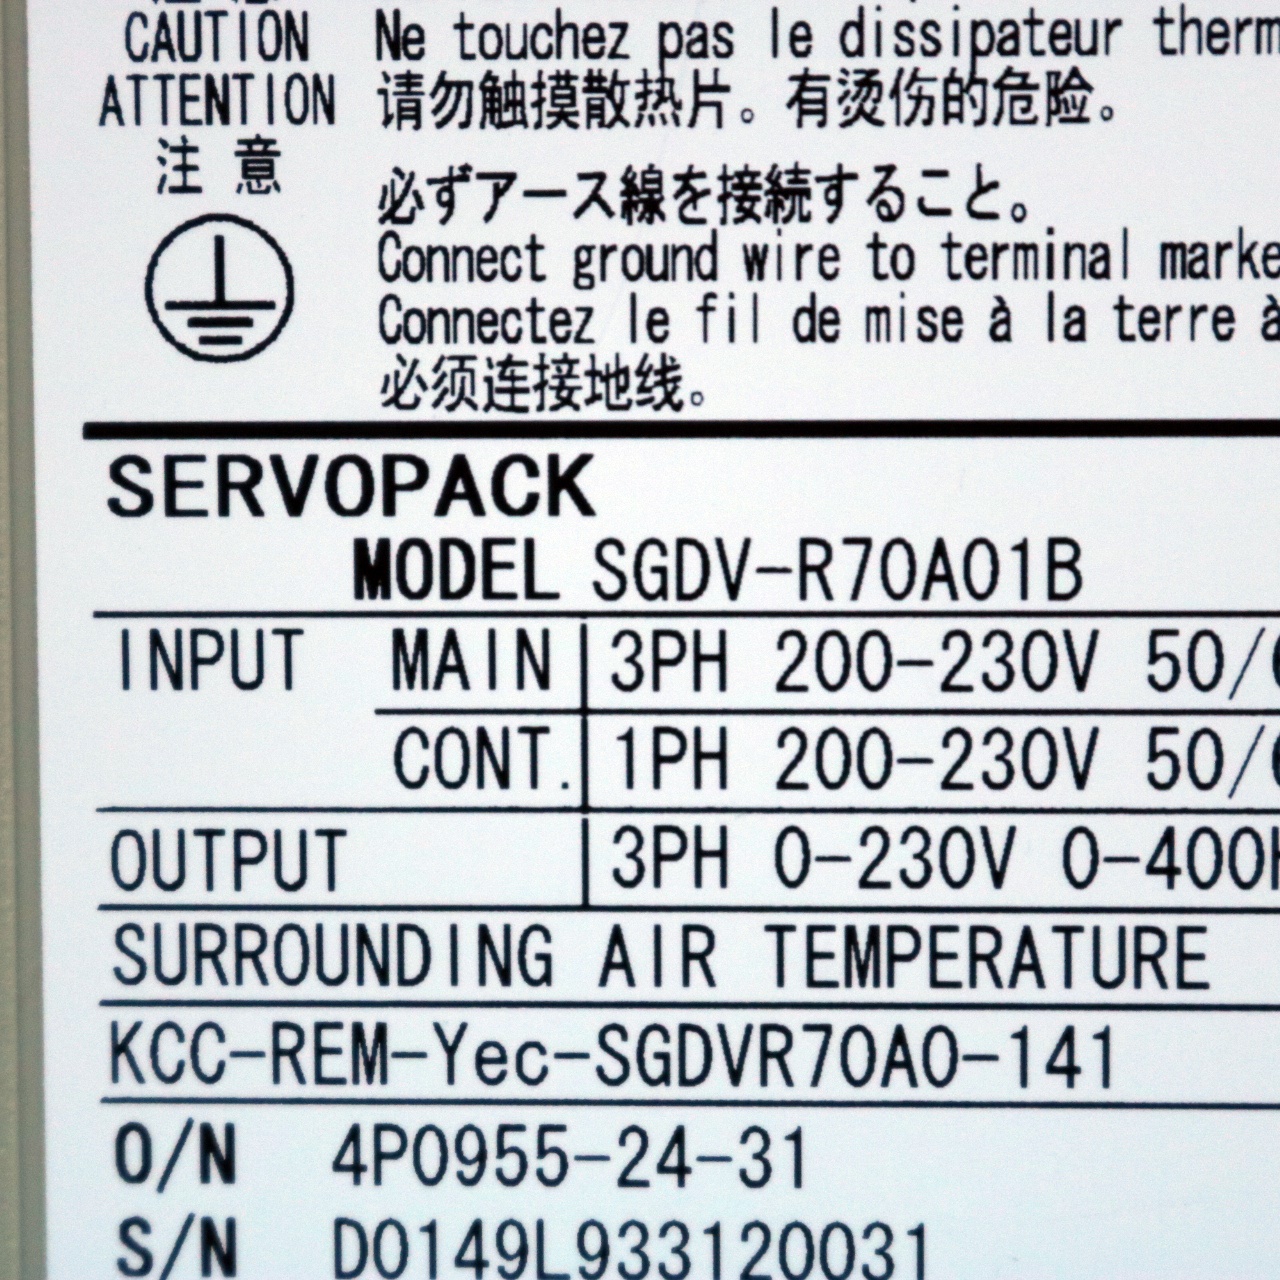 CAUTION Ne touchez pas le dissipateur
ATTENTION 请勿触摸散热片。有烫伤的危险。
注 意
必ずアース線を接続すること。
Connect ground wire to terminal
Connectez le fil de mise à la terre à
必须连接地线。
SERVOPACK
MODEL SGDV-R70A01B
INPUT MAIN 3PH 200-230V 50/
CONT. 1PH 200-230V 50/
OUTPUT 3PH 0-230V 0-400
SURROUNDING AIR TEMPERATURE
KCC-REM-Yec-SGDVR70A0-141
O/N 4P0955-24-31
S/N D0149L933120031